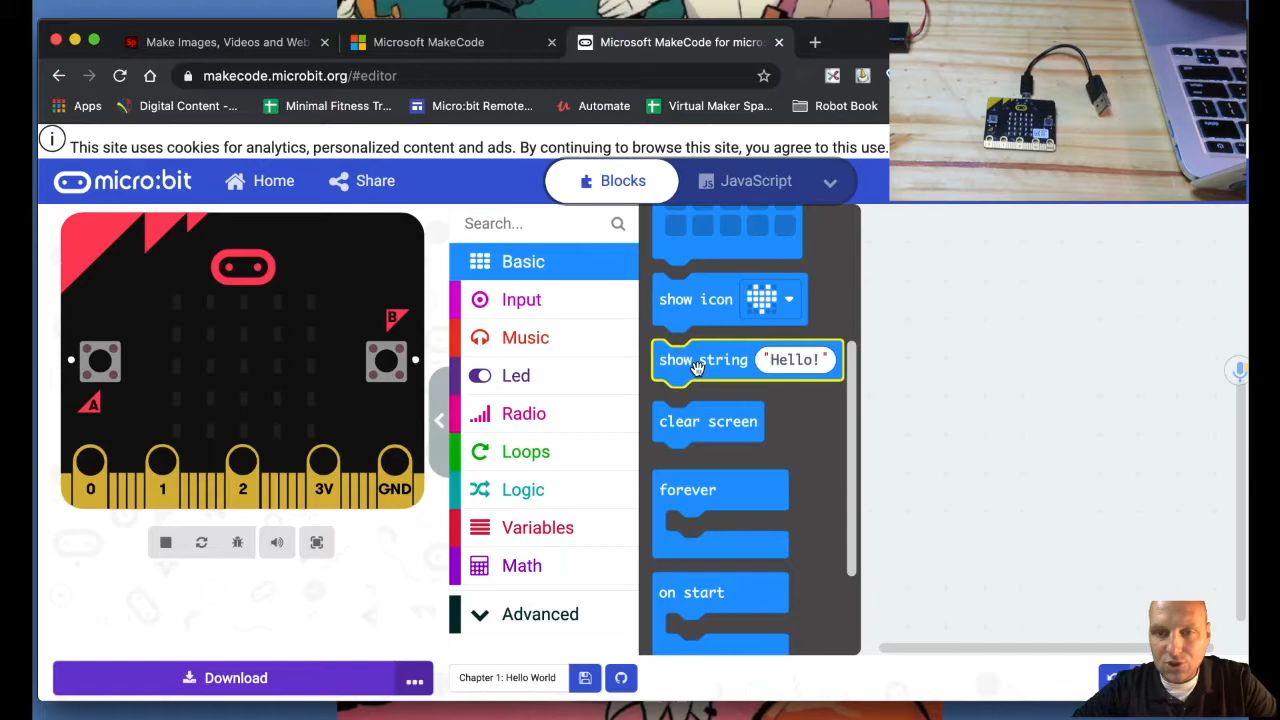 Make Images, Videos and Web
Microsoft MakeCode
Microsoft MakeCode for micro:
makecode.microbit.org/#editor
Apps
Digital Content -...
Minimal Fitness Tr...
Micro:bit Remote...
Automate
Virtual Maker Spa...
Robot Book
This site uses cookies for analytics, personalized content and ads. By continuing to browse this site, you agree to this use.
micro:bit
Home
Share
Blocks
JS JavaScript
Search...
Basic
Input
Music
Led
Radio
Loops
Logic
Variables
Math
Advanced
B
A
0 1 2 3V GND
show icon
show string "Hello!"
clear screen
forever
on start
Download
...
Chapter 1: Hello World